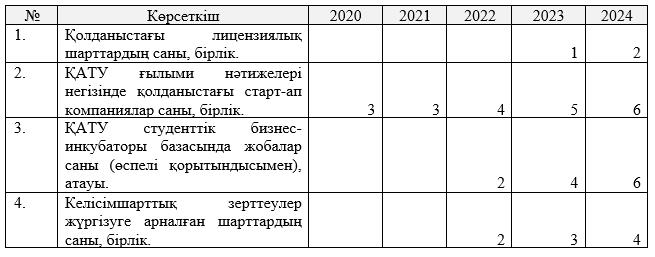 № Көрсеткіш 2020 2021 2022 2023 2024
1. Қолданыстағы лицензиялық
шарттардың саны, бірлік. 1 2
2. ҚАТУ ғылыми нәтижелері
негізінде қолданыстағы старт-ап
компаниялар саны, бірлік. 3 3 4 5 6
3. ҚАТУ студенттік бизнес-
инкубаторы базасында жобалар
саны (өспелі қорытындысымен),
атауы. 2 4 6
4. Келісімшарттық зерттеулер
жүргізуге арналған шарттардың
саны, бірлік. 2 3 4